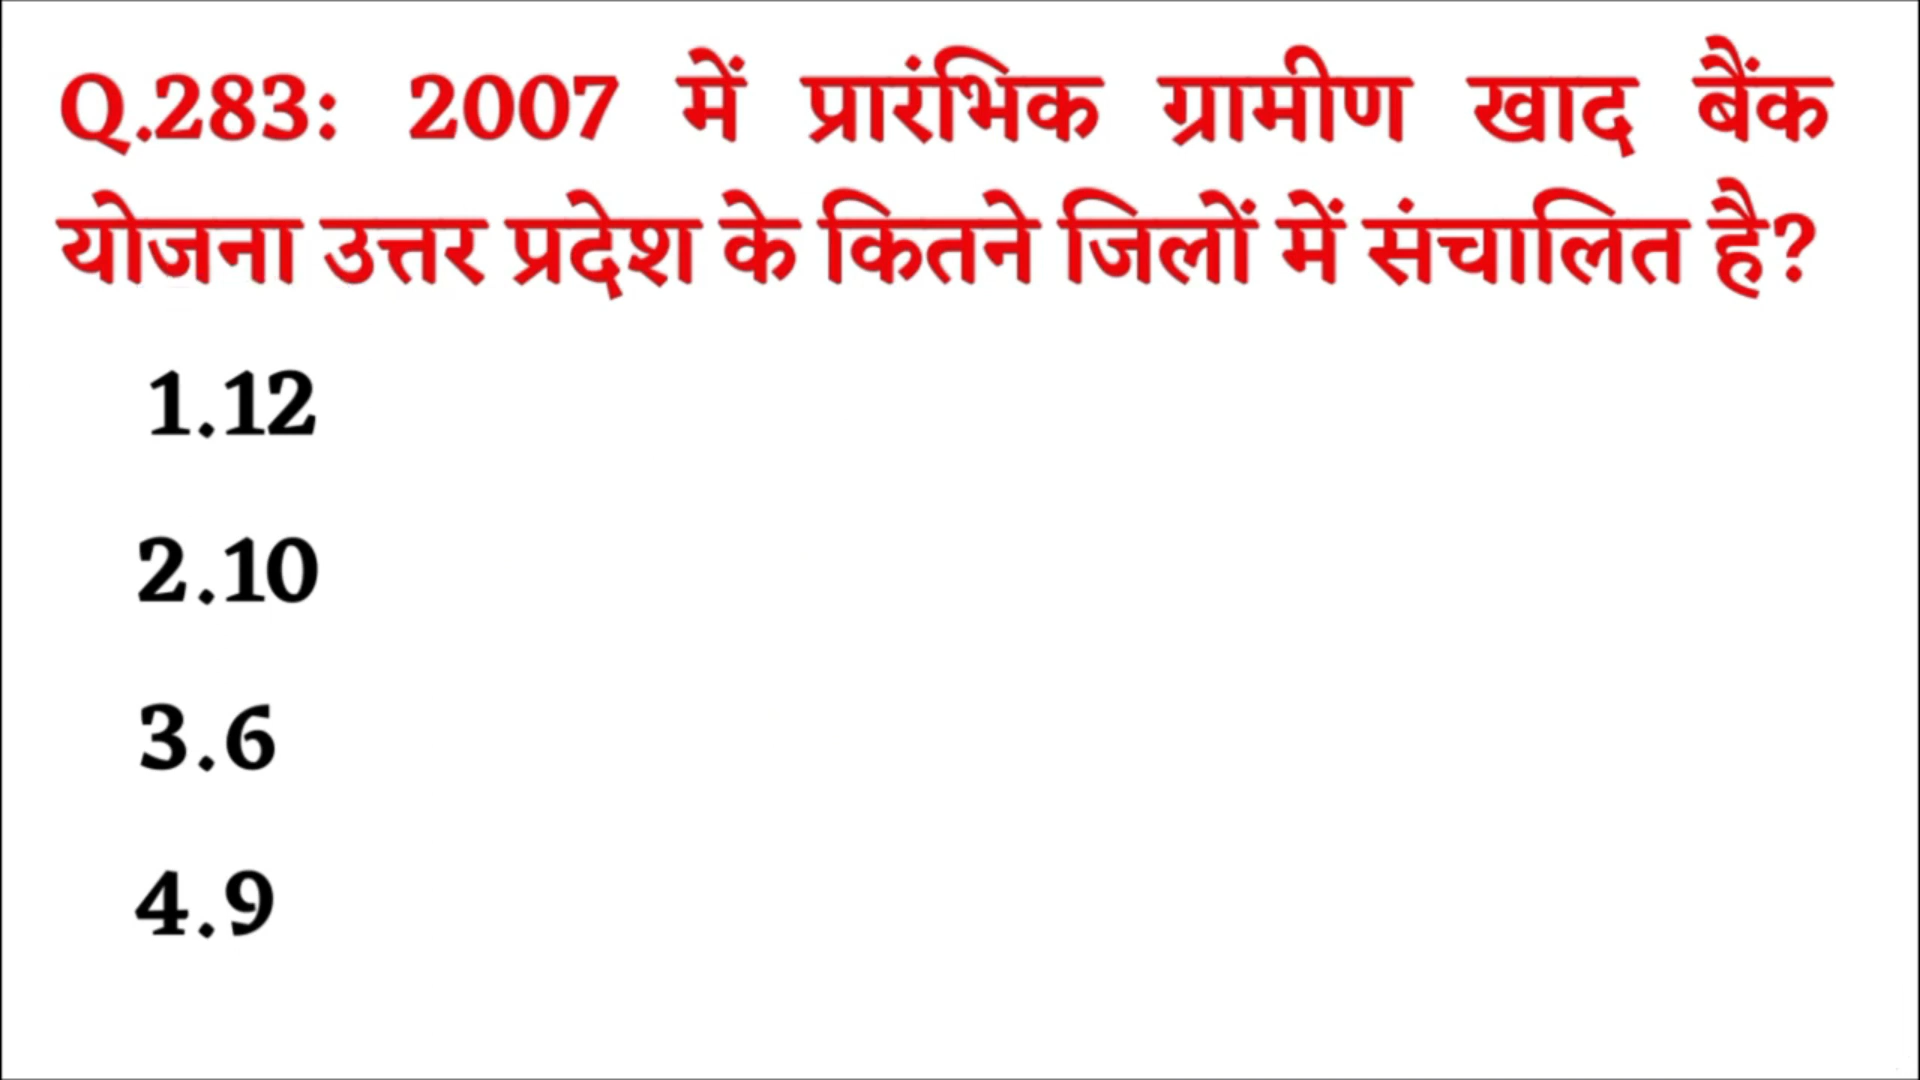 Q.283: 2007 में प्रारंभिक ग्रामीण खाद बैंक
योजना उत्तर प्रदेश के कितने जिलों में संचालित है?
1.12
2.10
3.6
4.9